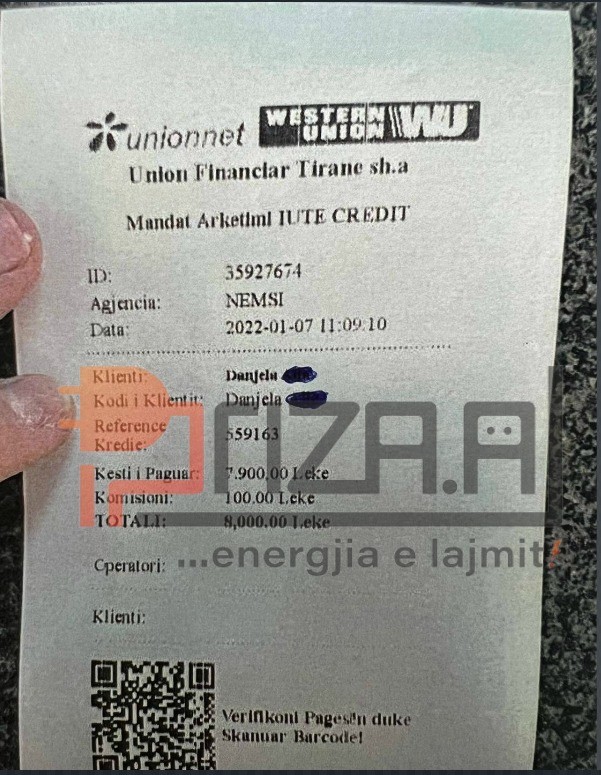 unionnet WESTERN UNION WU
Union Financiar Tirane sh.a
Mandat Arketimi IUTE CREDIT
ID: 35927674
Agjencia: NEMSI
Data: 2022-01-07 11:09:10
Klienti: Danjela
Kodi i Klientit: Danjela
Reference Kredie: 559163
Kesti i Paguar: 7.900,00 Leke
Komisioni: 100.00 Leke
TOTALI: 8,000.00 Leke
...energjia e lajmit!
Cperatori:
Klienti:
Verifikoni Pagesën duke
Skanuar Barcode!